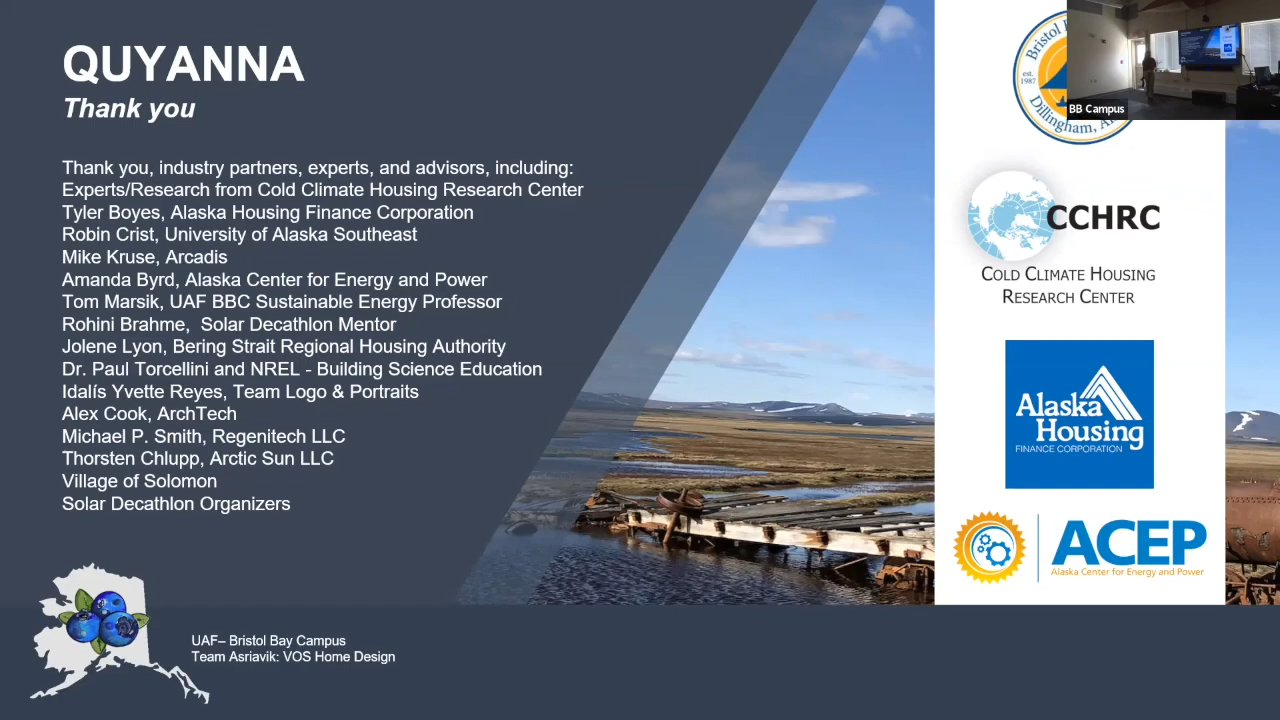 QUYANNA
Thank you
Thank you, industry partners, experts, and advisors, including:
Experts/Research from Cold Climate Housing Research Center
Tyler Boyes, Alaska Housing Finance Corporation
Robin Crist, University of Alaska Southeast
Mike Kruse, Arcadis
Amanda Byrd, Alaska Center for Energy and Power
Tom Marsik, UAF BBC Sustainable Energy Professor
Rohini Brahme,  Solar Decathlon Mentor
Jolene Lyon, Bering Strait Regional Housing Authority
Dr. Paul Torcellini and NREL - Building Science Education
Idalís Yvette Reyes, Team Logo & Portraits
Alex Cook, ArchTech
Michael P. Smith, Regenitech LLC
Thorsten Chlupp, Arctic Sun LLC
Village of Solomon
Solar Decathlon Organizers
UAF– Bristol Bay Campus
Team Asriavik: VOS Home Design
Bristol
est.
1987
Dillingham,
BB Campus
CCHRC
COLD CLIMATE HOUSING
RESEARCH CENTER
Alaska
Housing
FINANCE CORPORATION
ACEP
Alaska Center for Energy and Power